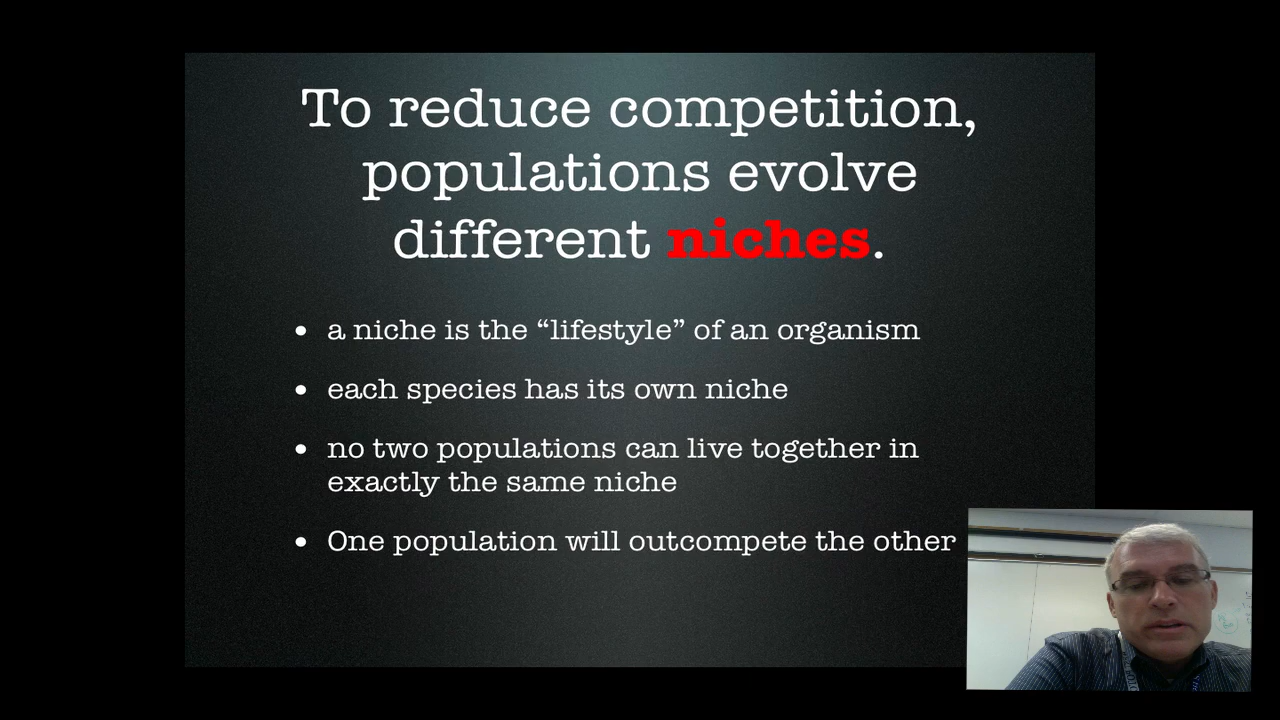 To reduce competition,
populations evolve
different niches.
• a niche is the “lifestyle” of an organism
• each species has its own niche
• no two populations can live together in
exactly the same niche
• One population will outcompete the other